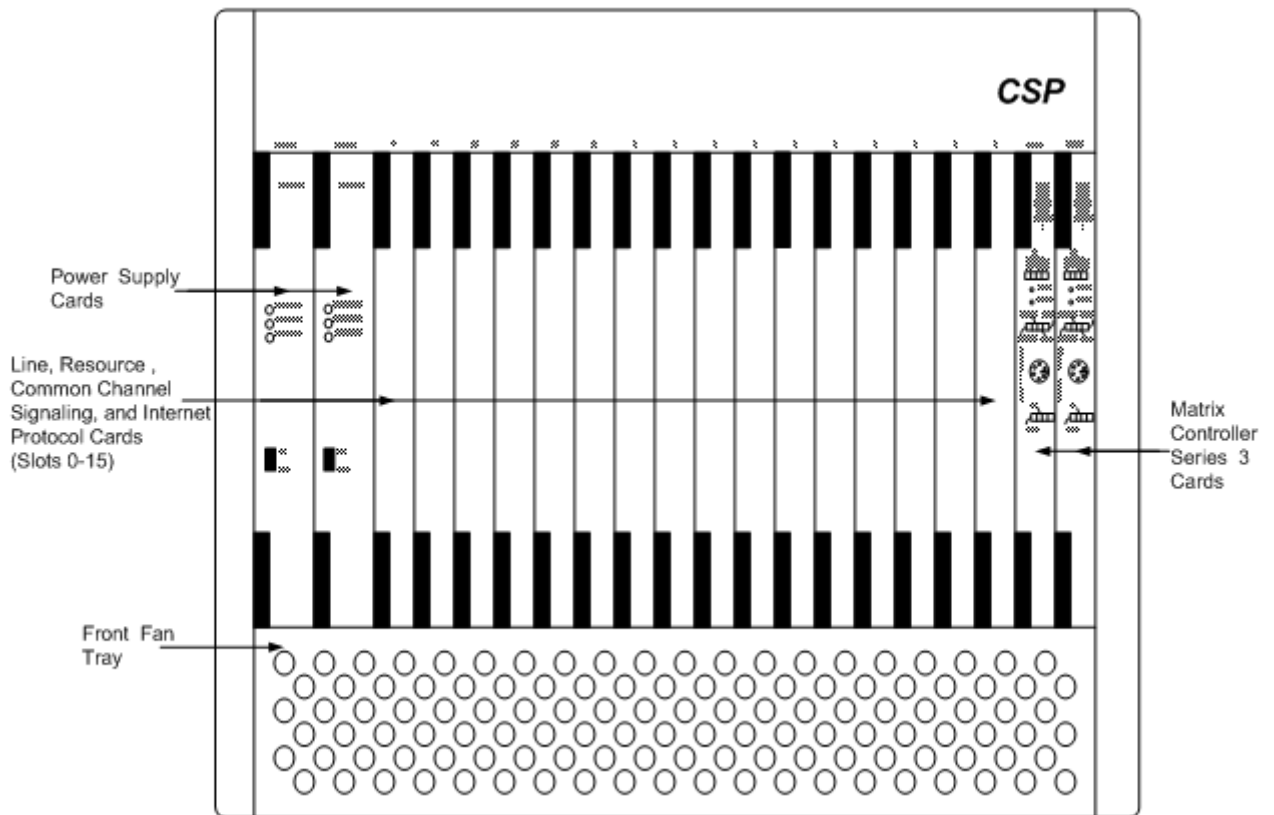 CSP
Power Supply
Cards
Line, Resource ,
Common Channel
Signaling, and Internet
Protocol Cards
(Slots 0-15)
Matrix
Controller
Series 3
Cards
Front Fan
Tray